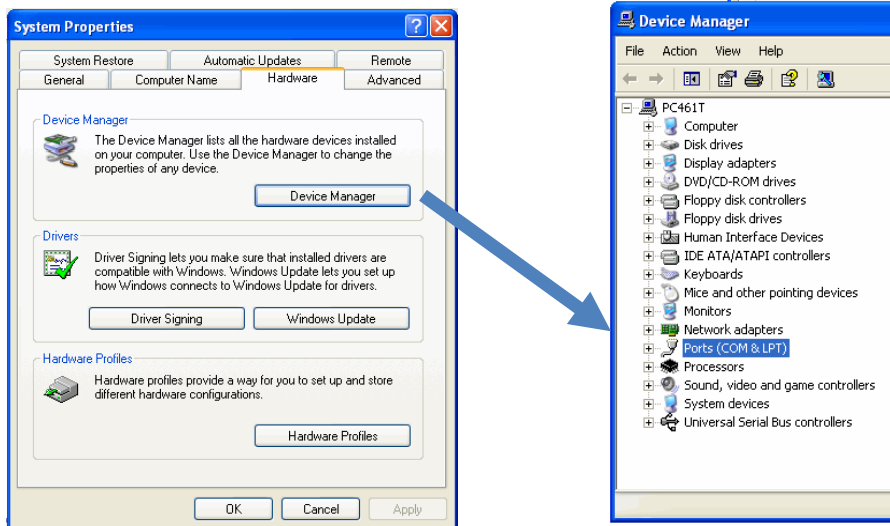 System Properties
System Restore Automatic Updates Remote
General Computer Name Hardware Advanced
Device Manager
The Device Manager lists all the hardware devices installed
on your computer. Use the Device Manager to change the
properties of any device.
Device Manager
Drivers
Driver Signing lets you make sure that installed drivers are
compatible with Windows. Windows Update lets you set up
how Windows connects to Windows Update for drivers.
Driver Signing Windows Update
Hardware Profiles
Hardware profiles provide a way for you to set up and store
different hardware configurations.
Hardware Profiles
OK Cancel Apply
Device Manager
File Action View Help
PC461T
Computer
Disk drives
Display adapters
DVD/CD-ROM drives
Floppy disk controllers
Floppy disk drives
Human Interface Devices
IDE ATA/ATAPI controllers
Keyboards
Mice and other pointing devices
Monitors
Network adapters
Ports (COM & LPT)
Processors
Sound, video and game controllers
System devices
Universal Serial Bus controllers